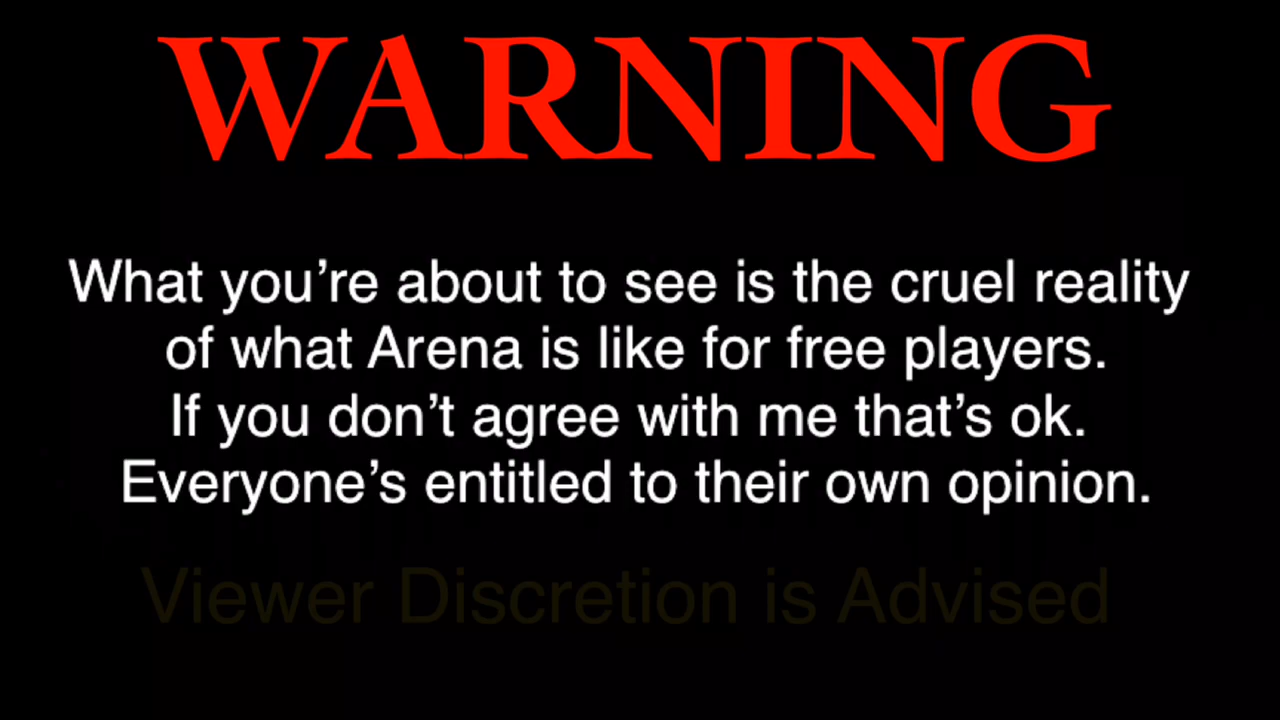 WARNING
What you’re about to see is the cruel reality
of what Arena is like for free players.
If you don’t agree with me that’s ok.
Everyone’s entitled to their own opinion.
Viewer Discretion is Advised